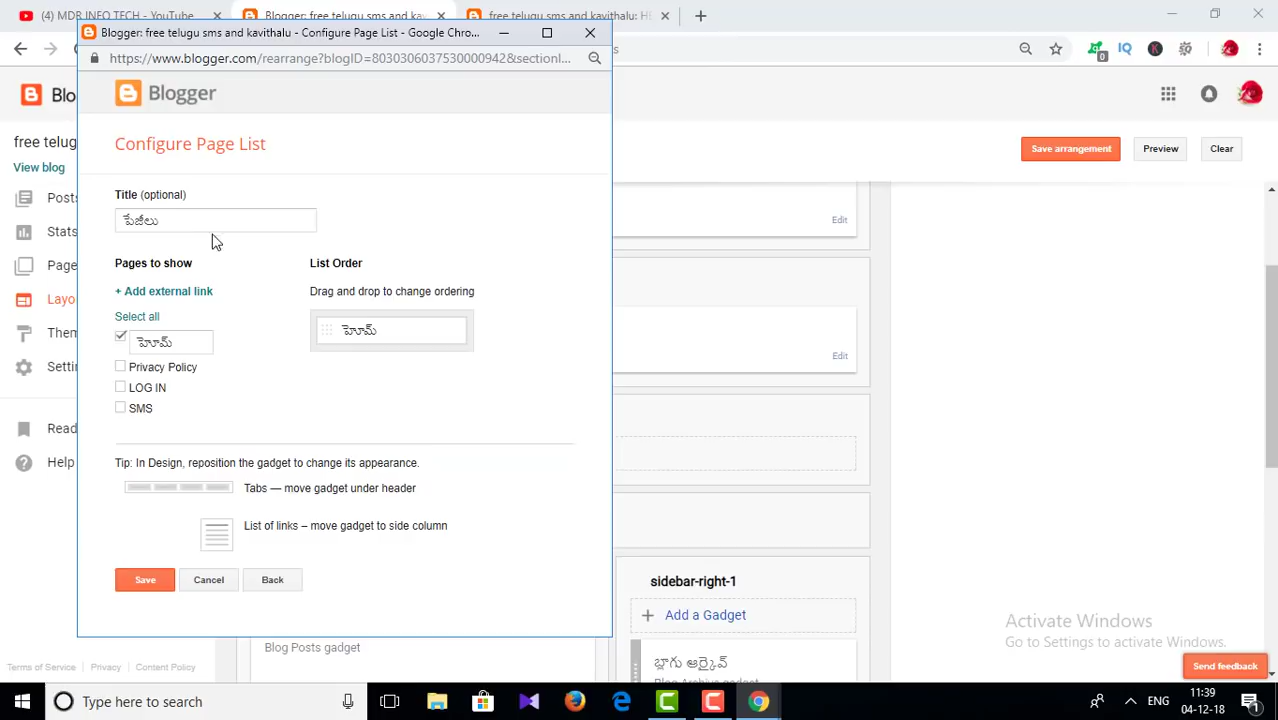 MDR INFO TECH - YouTube
Blogger: free telugu sms and kavi
free telugu sms and kavithalu: H
Blogger: free telugu sms and kavithalu - Configure Page List - Google Chro...
https://www.blogger.com/rearrange?blogID=8032060375300000942&sectionI...
Blogger
Configure Page List
Title (optional)
పేజీలు
Pages to show
List Order
+ Add external link
Drag and drop to change ordering
Select all
హోమ్
హోమ్
Privacy Policy
LOG IN
SMS
Tip: In Design, reposition the gadget to change its appearance.
Tabs — move gadget under header
List of links – move gadget to side column
Save
Cancel
Back
Blo
free telug
View blog
Posts
Stats
Page
Layo
Them
Setti
Read
Help
Terms of Service
Privacy
Content Policy
Save arrangement
Preview
Clear
Edit
Edit
sidebar-right-1
+ Add a Gadget
బ్లాగు ఆర్కైవ్
Blog Archive gadget
Blog Posts gadget
Activate Windows
Go to Settings to activate Windows.
Send feedback
Type here to search
ENG
11:39
04-12-18